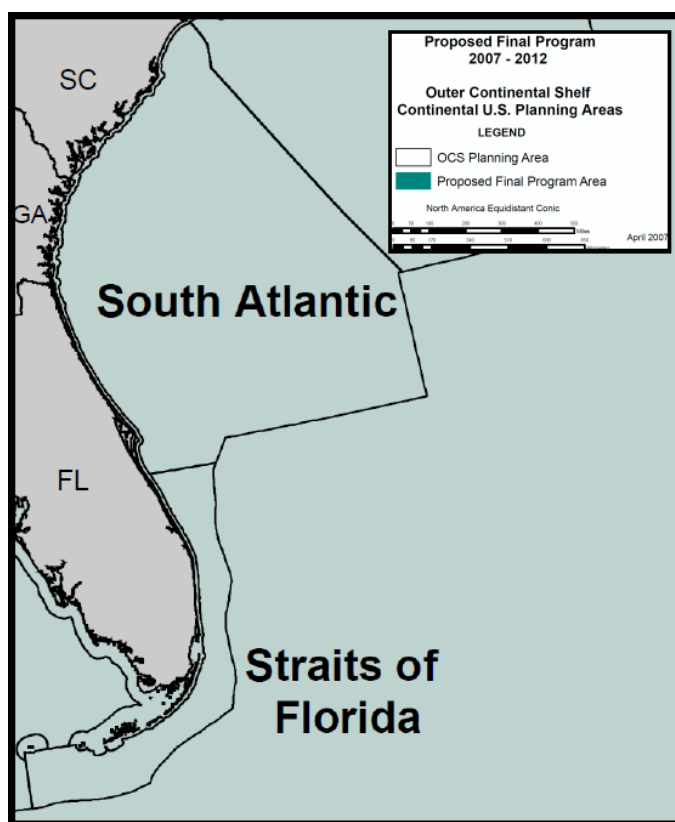 Proposed Final Program
2007 - 2012
Outer Continental Shelf
Continental U.S. Planning Areas
LEGEND
OCS Planning Area
Proposed Final Program Area
North America Equidistant Conic
Miles
April 2007
SC
GA
South Atlantic
FL
Straits of
Florida